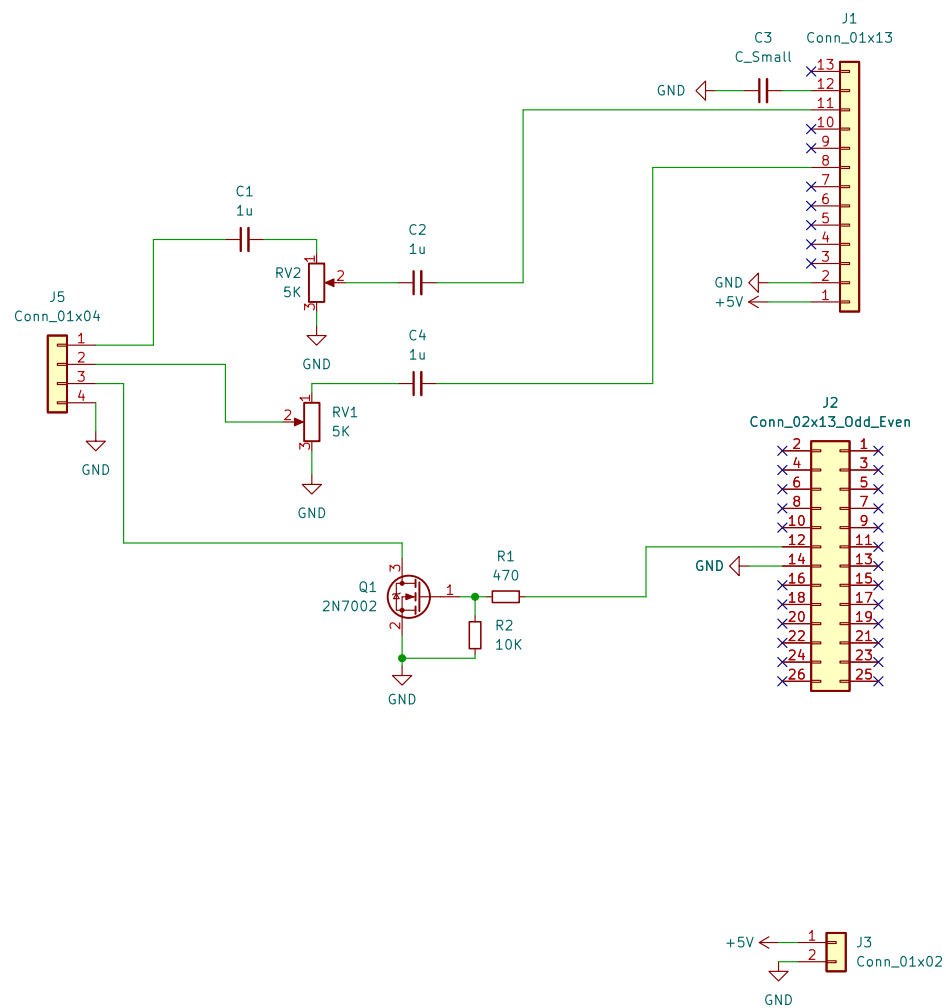 J1
Conn_01x13
C3
C_Small
GND
13
12
11
10
9
8
7
6
5
4
3
2
1
GND
+5V
C1
1u
C2
1u
RV2
5K
1
2
3
GND
J5
Conn_01x04
1
2
3
4
GND
C4
1u
RV1
5K
1
2
3
GND
J2
Conn_02x13_Odd_Even
2 1
4 3
6 5
8 7
10 9
12 11
14 13
16 15
18 17
20 19
22 21
24 23
26 25
GND
Q1
2N7002
3
1
2
R1
470
R2
10K
GND
+5V
1
2
J3
Conn_01x02
GND